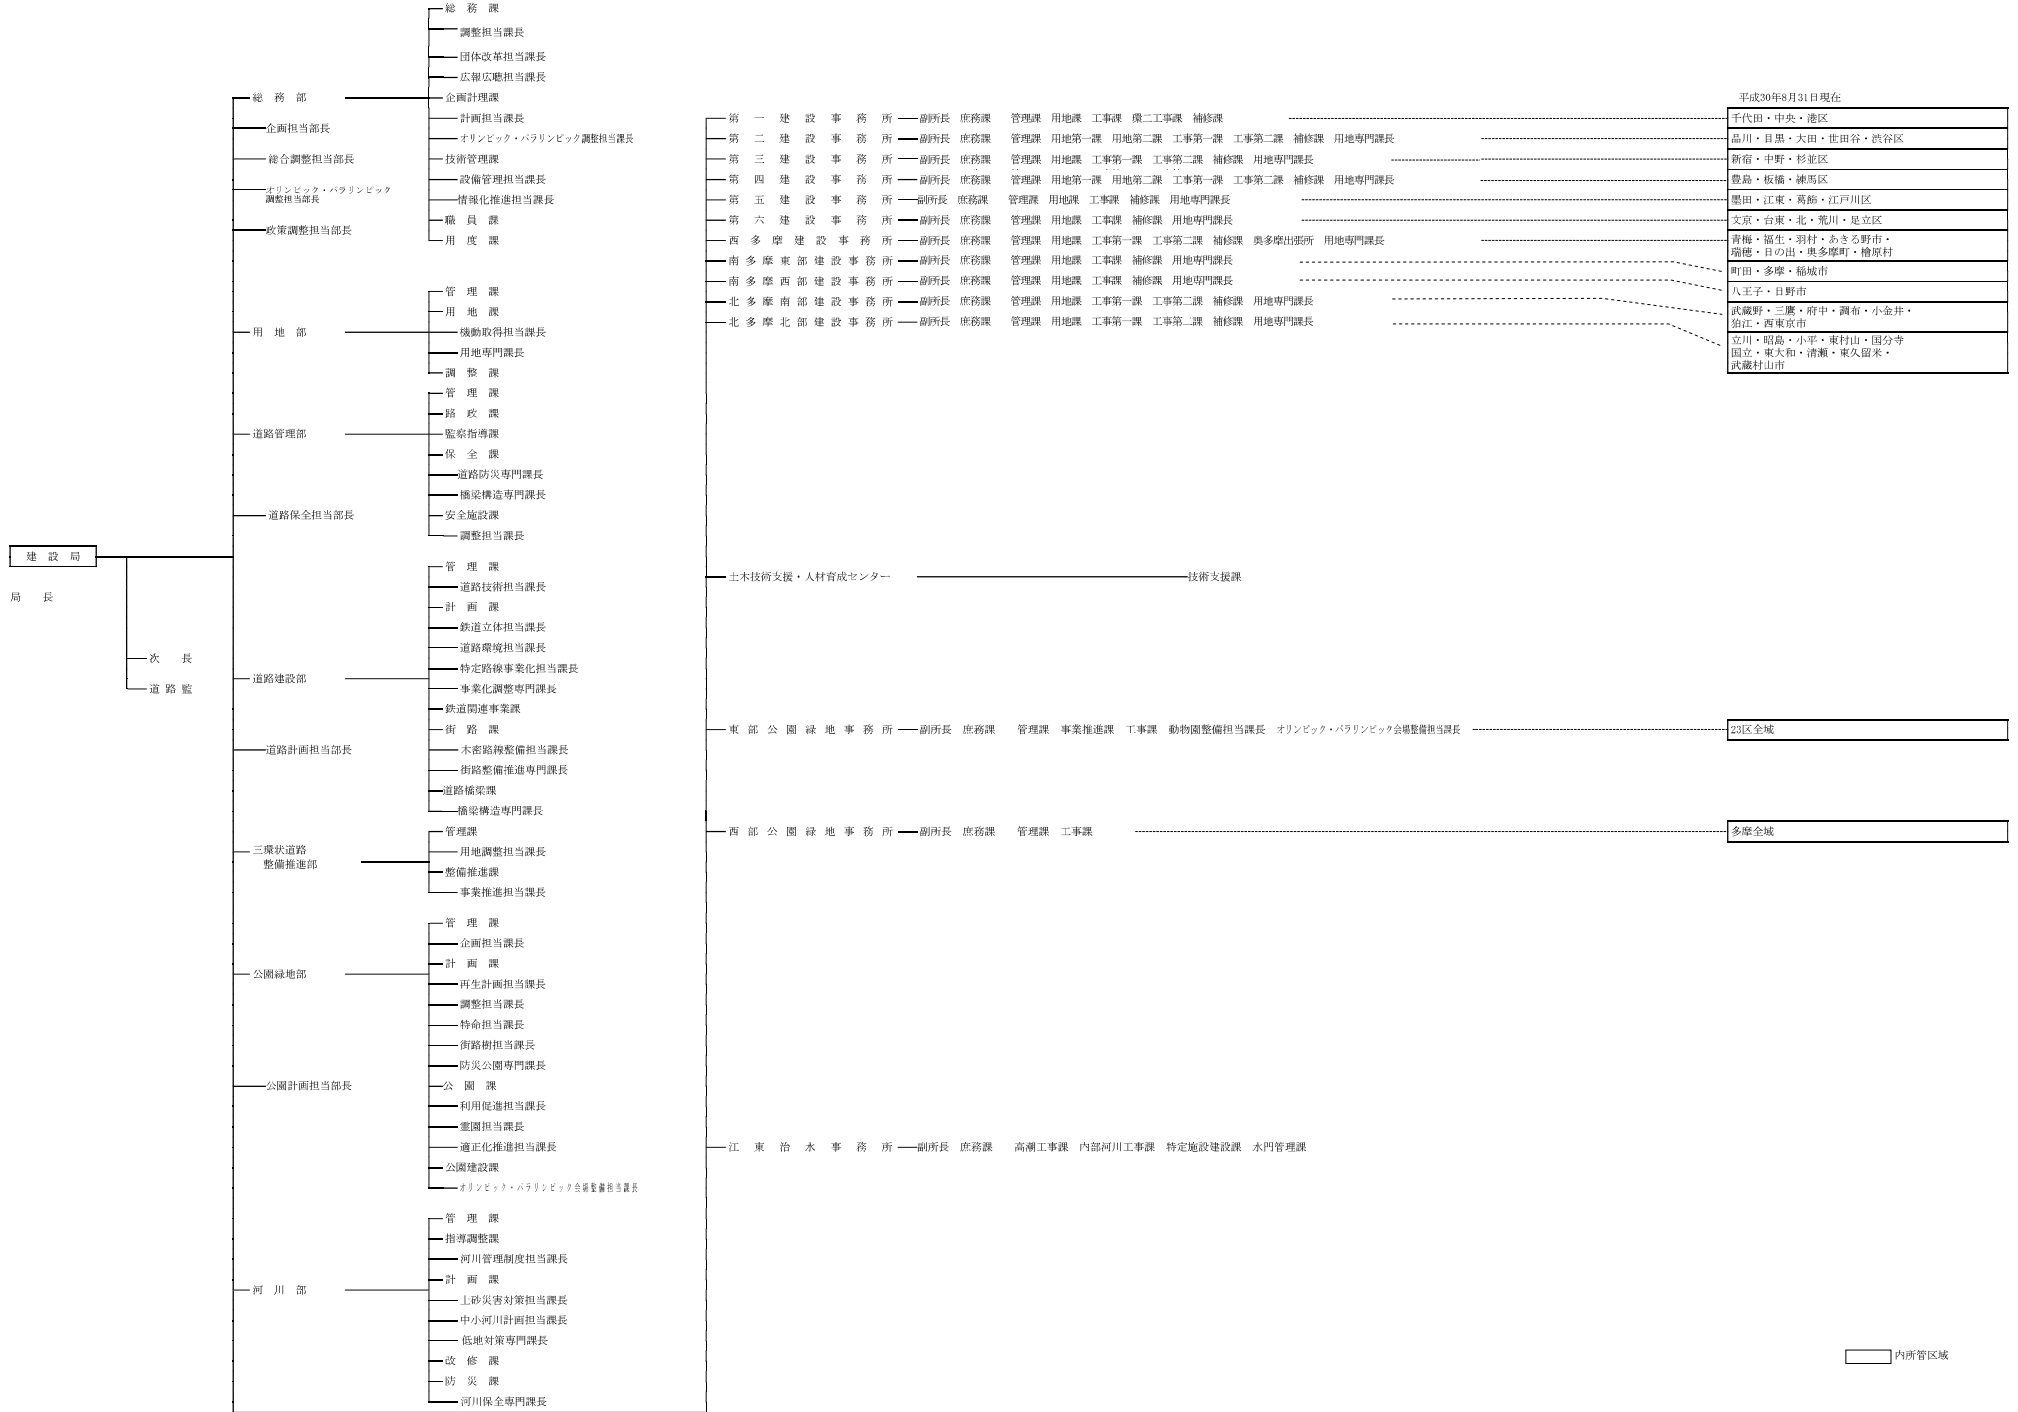 平成30年8月31日現在
建 設 局
局 長
次 長
道 路 監
総 務 部
企画担当部長
総合調整担当部長
オリンピック・パラリンピック
調整担当部長
政策調整担当部長
用 地 部
道路管理部
道路保全担当部長
道路建設部
道路計画担当部長
三環状道路
整備推進部
公園緑地部
公園計画担当部長
河 川 部
総 務 課
調整担当課長
団体改革担当課長
広報広聴担当課長
企画計理課
計画担当課長
オリンピック・パラリンピック調整担当課長
技術管理課
設備管理担当課長
情報化推進担当課長
職 員 課
用 度 課
管 理 課
用 地 課
機動取得担当課長
用地専門課長
調 整 課
管 理 課
路 政 課
監察指導課
保 全 課
道路防災専門課長
橋梁構造専門課長
安全施設課
調整担当課長
管 理 課
道路技術担当課長
計 画 課
鉄道立体担当課長
道路環境担当課長
特定路線事業化担当課長
事業化調整専門課長
鉄道関連事業課
街 路 課
木密路線整備担当課長
街路整備推進専門課長
道路橋梁課
橋梁構造専門課長
管理課
用地調整担当課長
整備推進課
事業推進担当課長
管 理 課
企画担当課長
計 画 課
再生計画担当課長
調整担当課長
特命担当課長
街路樹担当課長
防災公園専門課長
公 園 課
利用促進担当課長
霊園担当課長
適正化推進担当課長
公園建設課
オリンピック・パラリンピック会場整備担当課長
管 理 課
指導調整課
河川管理制度担当課長
計 画 課
土砂災害対策担当課長
中小河川計画担当課長
低地対策専門課長
改 修 課
防 災 課
河川保全専門課長
第 一 建 設 事 務 所 副所長 庶務課 管理課 用地課 工事課 環二工事課 補修課 千代田・中央・港区
第 二 建 設 事 務 所 副所長 庶務課 管理課 用地第一課 用地第二課 工事第一課 工事第二課 補修課 用地専門課長 品川・目黒・大田・世田谷・渋谷区
第 三 建 設 事 務 所 副所長 庶務課 管理課 用地課 工事第一課 工事第二課 補修課 用地専門課長 新宿・中野・杉並区
第 四 建 設 事 務 所 副所長 庶務課 管理課 用地第一課 用地第二課 工事第一課 工事第二課 補修課 用地専門課長 豊島・板橋・練馬区
第 五 建 設 事 務 所 副所長 庶務課 管理課 用地課 工事課 補修課 用地専門課長 墨田・江東・葛飾・江戸川区
第 六 建 設 事 務 所 副所長 庶務課 管理課 用地課 工事課 補修課 用地専門課長 文京・台東・北・荒川・足立区
西 多 摩 建 設 事 務 所 副所長 庶務課 管理課 用地課 工事第一課 工事第二課 補修課 奥多摩出張所 用地専門課長 青梅・福生・羽村・あきる野市・
瑞穂・日の出・奥多摩町・檜原村
南 多 摩 東 部 建 設 事 務 所 副所長 庶務課 管理課 用地課 工事課 補修課 用地専門課長 町田・多摩・稲城市
南 多 摩 西 部 建 設 事 務 所 副所長 庶務課 管理課 用地課 工事課 補修課 用地専門課長 八王子・日野市
北 多 摩 南 部 建 設 事 務 所 副所長 庶務課 管理課 用地課 工事第一課 工事第二課 補修課 用地専門課長 武蔵野・三鷹・府中・調布・小金井・
狛江・西東京市
北 多 摩 北 部 建 設 事 務 所 副所長 庶務課 管理課 用地課 工事第一課 工事第二課 補修課 用地専門課長 立川・昭島・小平・東村山・国分寺
国立・東大和・清瀬・東久留米・
武蔵村山市
土木技術支援・人材育成センター 技術支援課
東 部 公 園 緑 地 事 務 所 副所長 庶務課 管理課 事業推進課 工事課 動物園整備担当課長 オリンピック・パラリンピック会場整備担当課長 23区全域
西 部 公 園 緑 地 事 務 所 副所長 庶務課 管理課 工事課 多摩全域
江 東 治 水 事 務 所 副所長 庶務課 高潮工事課 内部河川工事課 特定施設建設課 水門管理課
内所管区域